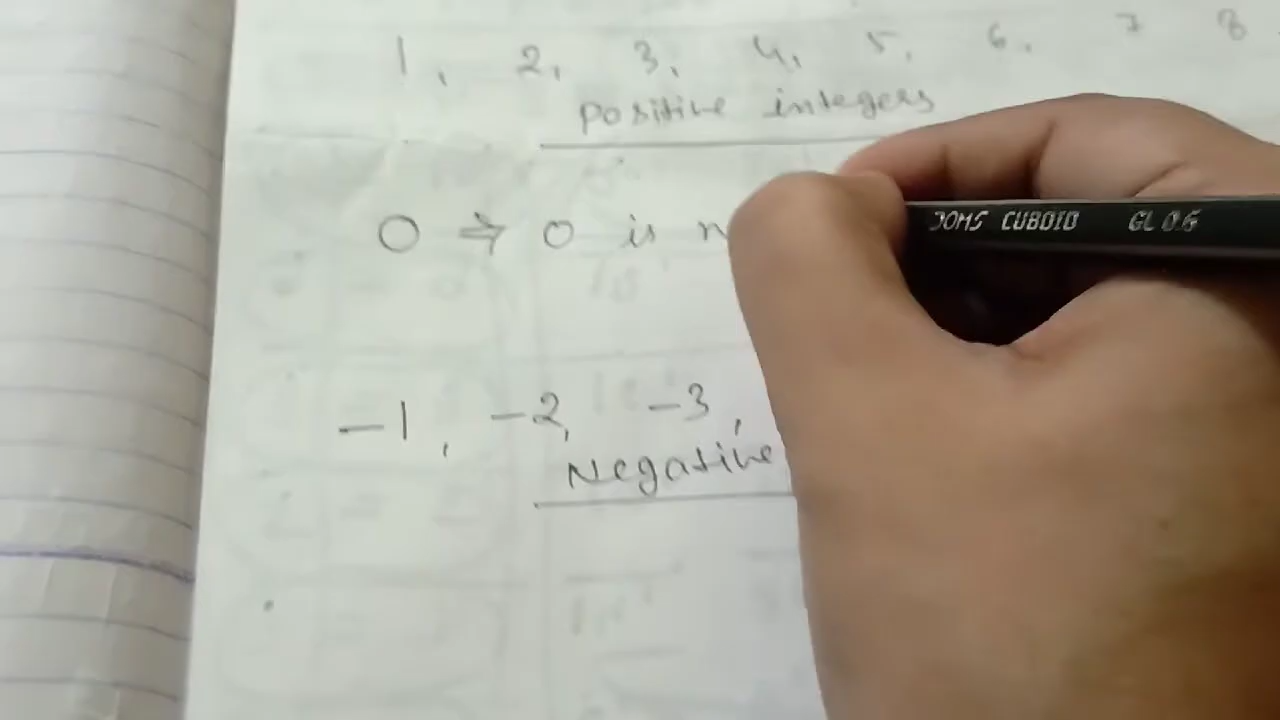 1, 2, 3, 4, 5, 6, 7 8
positive integers
0 ⇒ 0 is n
DOMS CUBOID GL 0.6
-1, -2, -3,
Negative